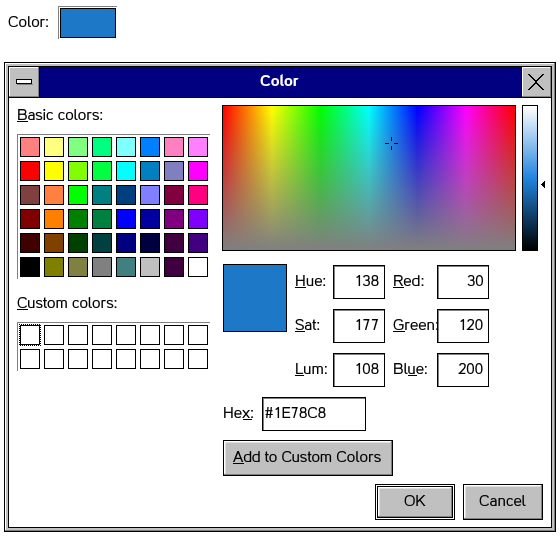 Color:
Color
Basic colors:
Custom colors:
Hue: 138 Red: 30
Sat: 177 Green: 120
Lum: 108 Blue: 200
Hex: #1E78C8
Add to Custom Colors
OK Cancel